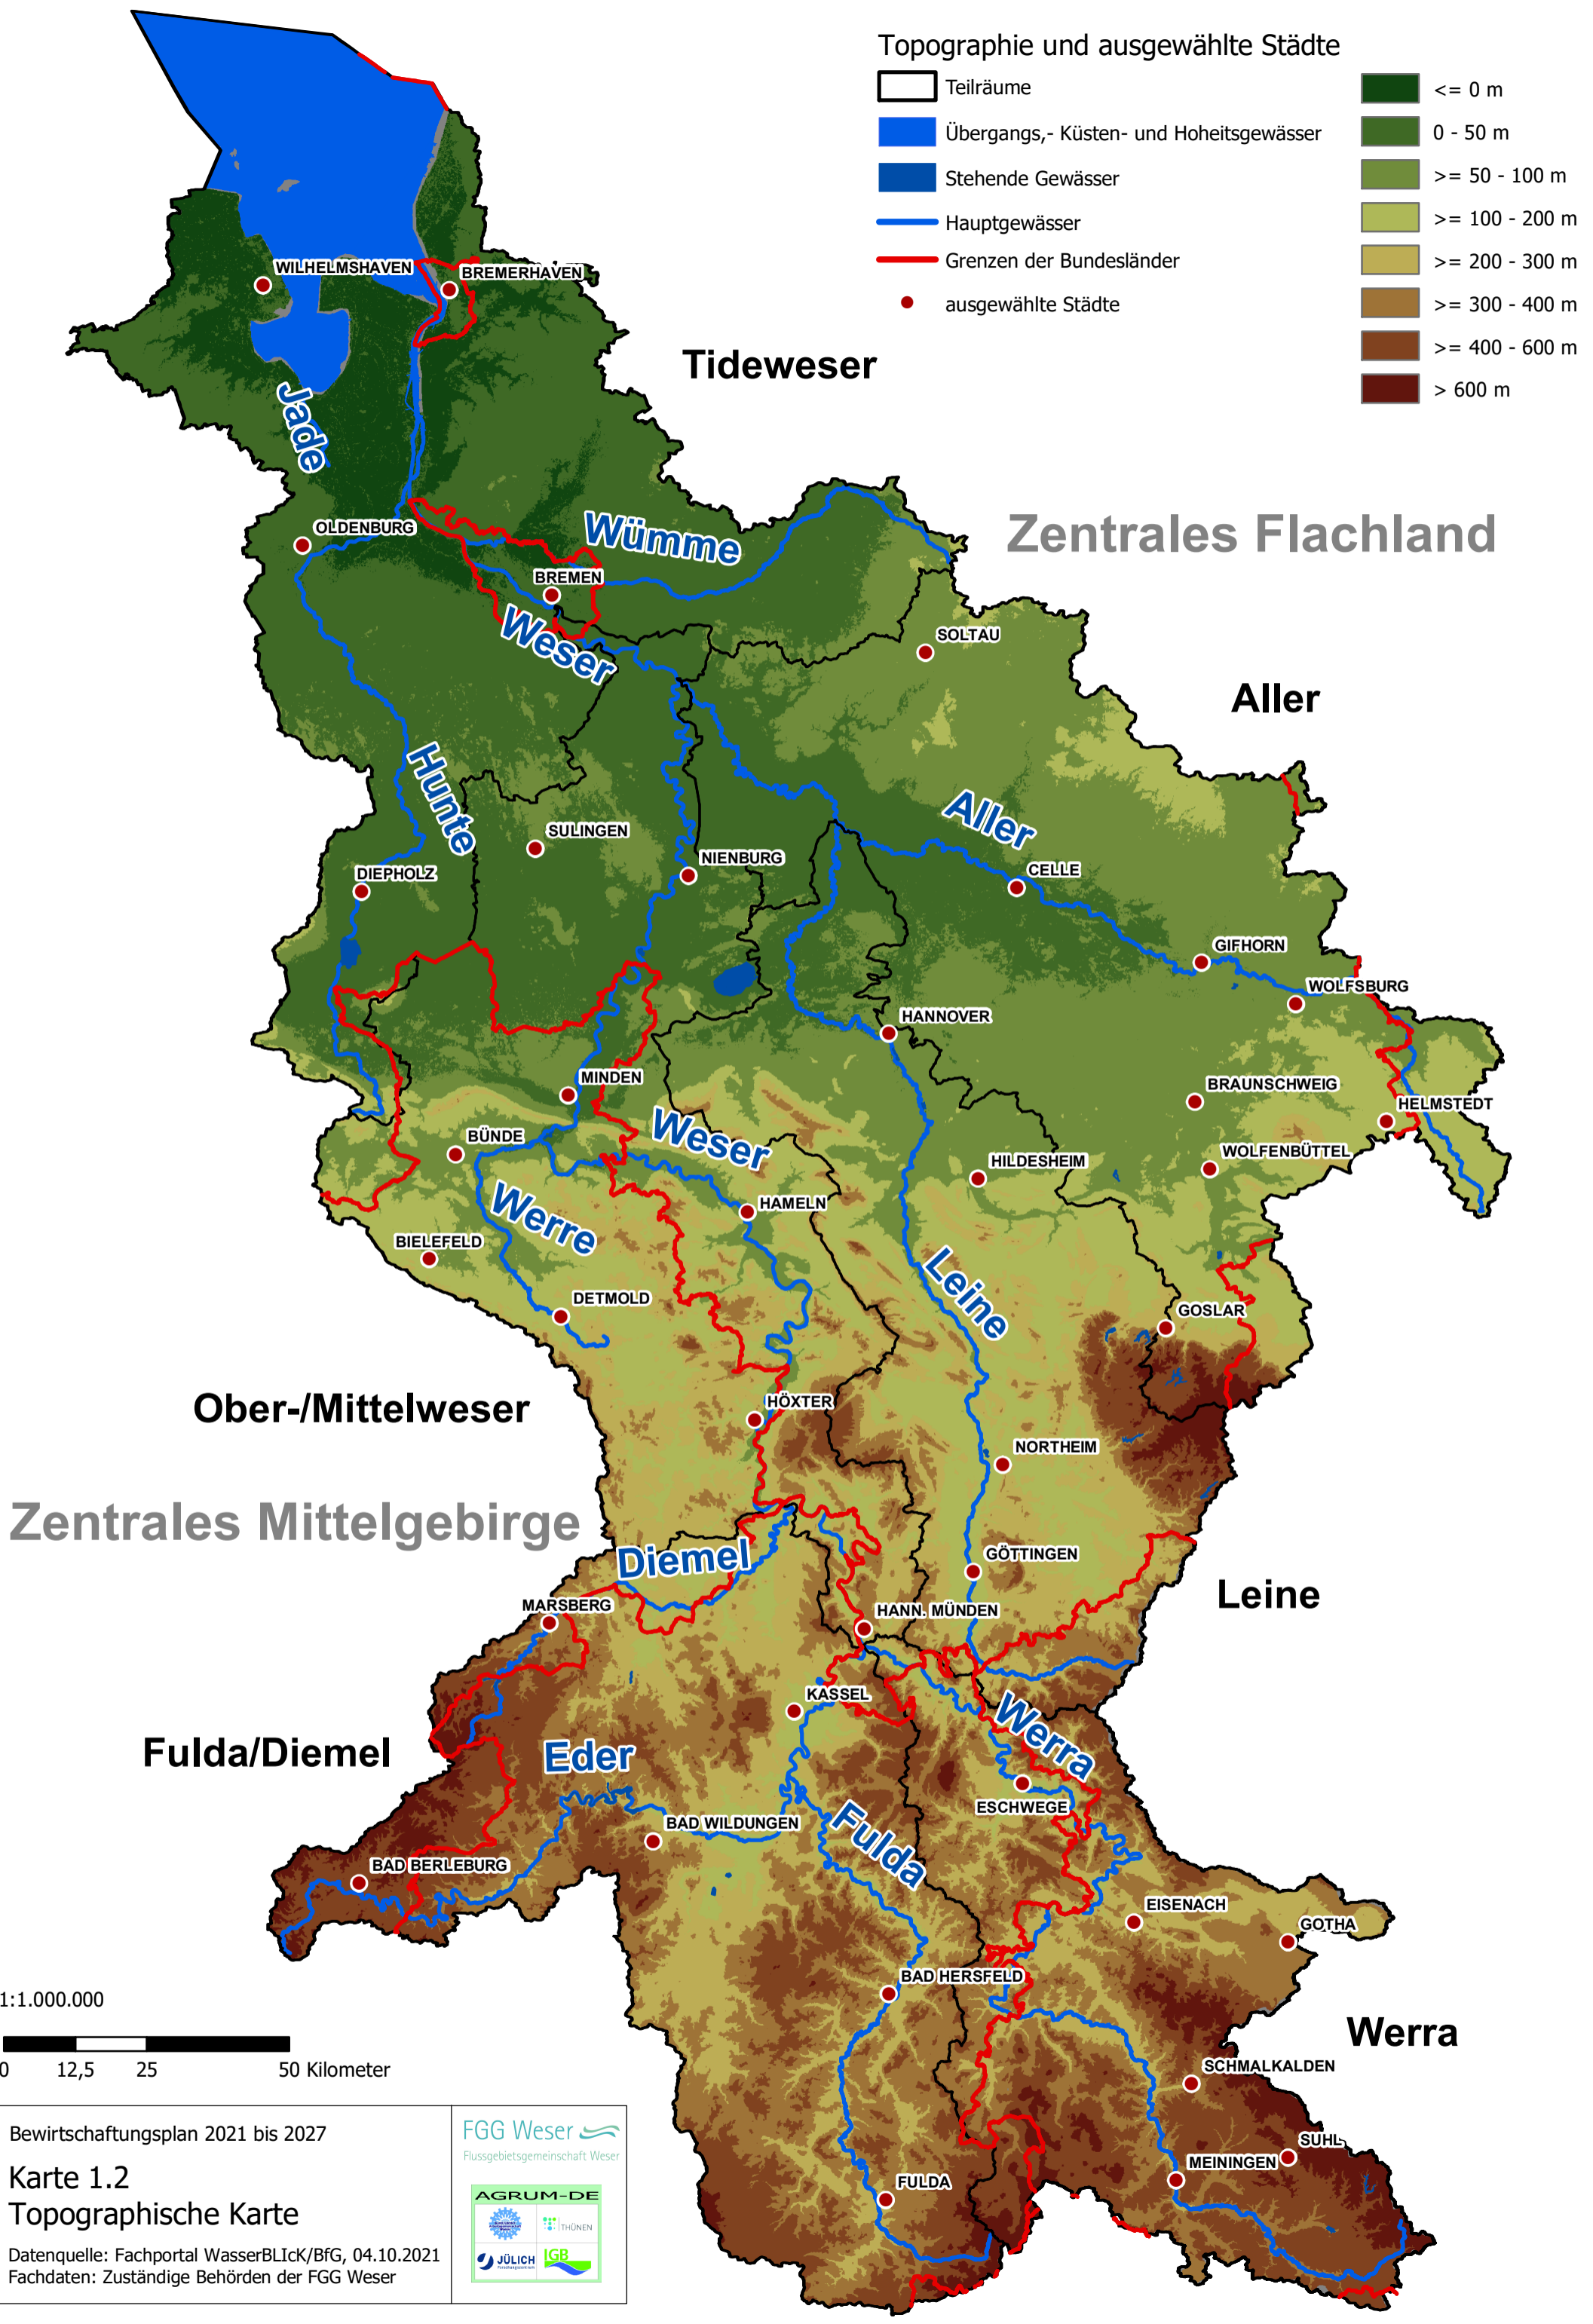 Topographie und ausgewählte Städte
Teilräume
Übergangs,- Küsten- und Hoheitsgewässer
Stehende Gewässer
Hauptgewässer
Grenzen der Bundesländer
ausgewählte Städte
<= 0 m
0 - 50 m
>= 50 - 100 m
>= 100 - 200 m
>= 200 - 300 m
>= 300 - 400 m
>= 400 - 600 m
> 600 m
WILHELMSHAVEN
BREMERHAVEN
Tideweser
Jade
OLDENBURG
Wümme
Zentrales Flachland
BREMEN
Weser
SOLTAU
Aller
Hunte
Aller
SULINGEN
NIENBURG
DIEPHOLZ
CELLE
GIFHORN
WOLFSBURG
HANNOVER
MINDEN
BRAUNSCHWEIG
HELMSTEDT
BÜNDE
Weser
WOLFENBÜTTEL
HILDESHEIM
Werre
HAMELN
BIELEFELD
Leine
DETMOLD
GOSLAR
Ober-/Mittelweser
HÖXTER
NORTHEIM
Zentrales Mittelgebirge
Diemel
GÖTTINGEN
Leine
MARSBERG
HANN. MÜNDEN
KASSEL
Werra
Fulda/Diemel
Eder
ESCHWEGE
BAD WILDUNGEN
Fulda
BAD BERLEBURG
EISENACH
GOTHA
BAD HERSFELD
1:1.000.000
Werra
0 12,5 25 50 Kilometer
SCHMALKALDEN
SUHL
MEININGEN
FULDA
Bewirtschaftungsplan 2021 bis 2027
Karte 1.2
Topographische Karte
Datenquelle: Fachportal WasserBLIcK/BfG, 04.10.2021
Fachdaten: Zuständige Behörden der FGG Weser
FGG Weser
Flussgebietsgemeinschaft Weser
AGRUM-DE
THÜNEN
JÜLICH
IGB